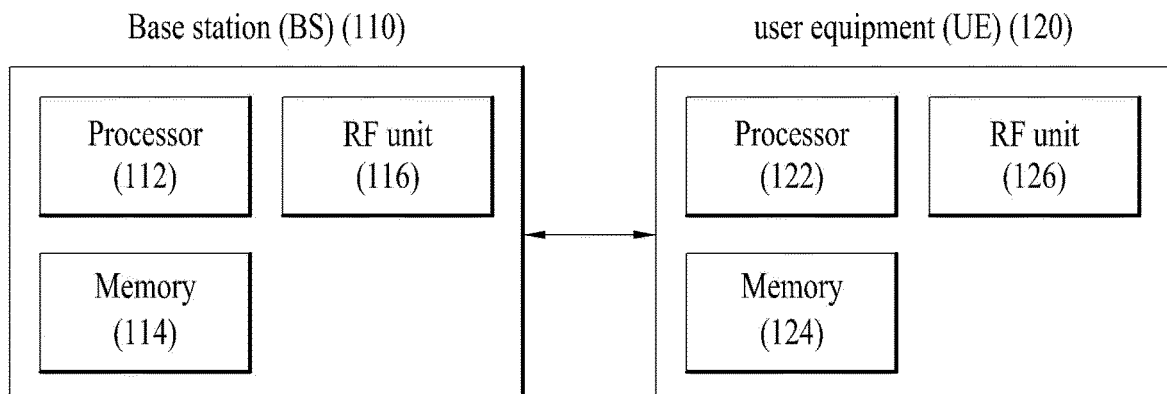 Base station (BS) (110)
user equipment (UE) (120)
Processor
(112)
RF unit
(116)
Processor
(122)
RF unit
(126)
Memory
(114)
Memory
(124)